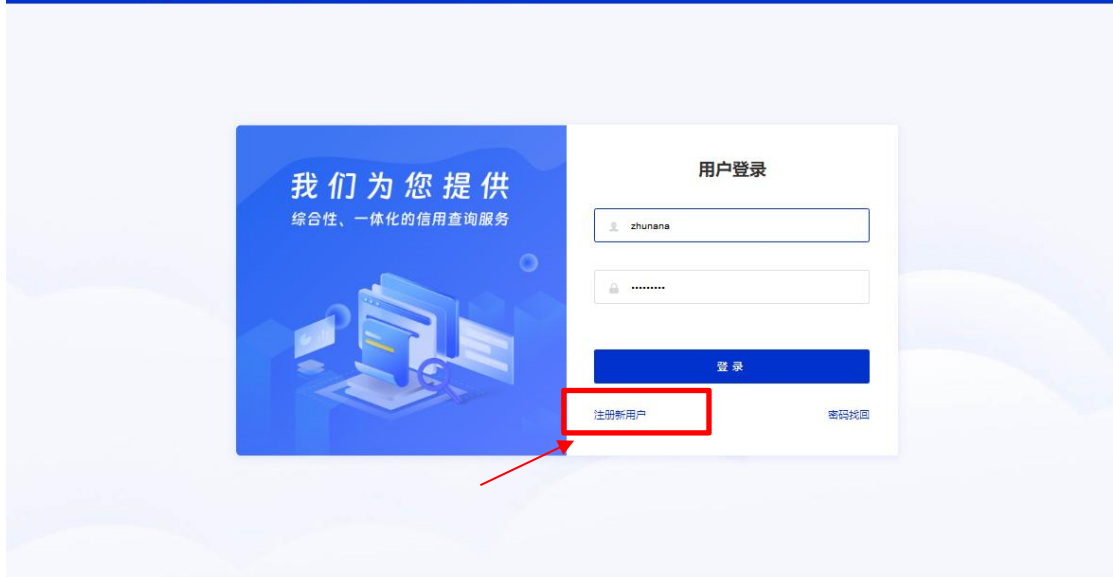 我们为您提供
综合性、一体化的信用查询服务
用户登录
zhunana
•••••••••
登 录
注册新用户
密码找回